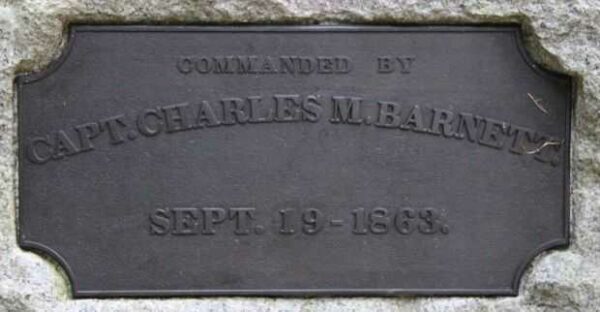 COMMANDED BY
CAPT. CHARLES M. BARNETT.
SEPT. 19-1863.